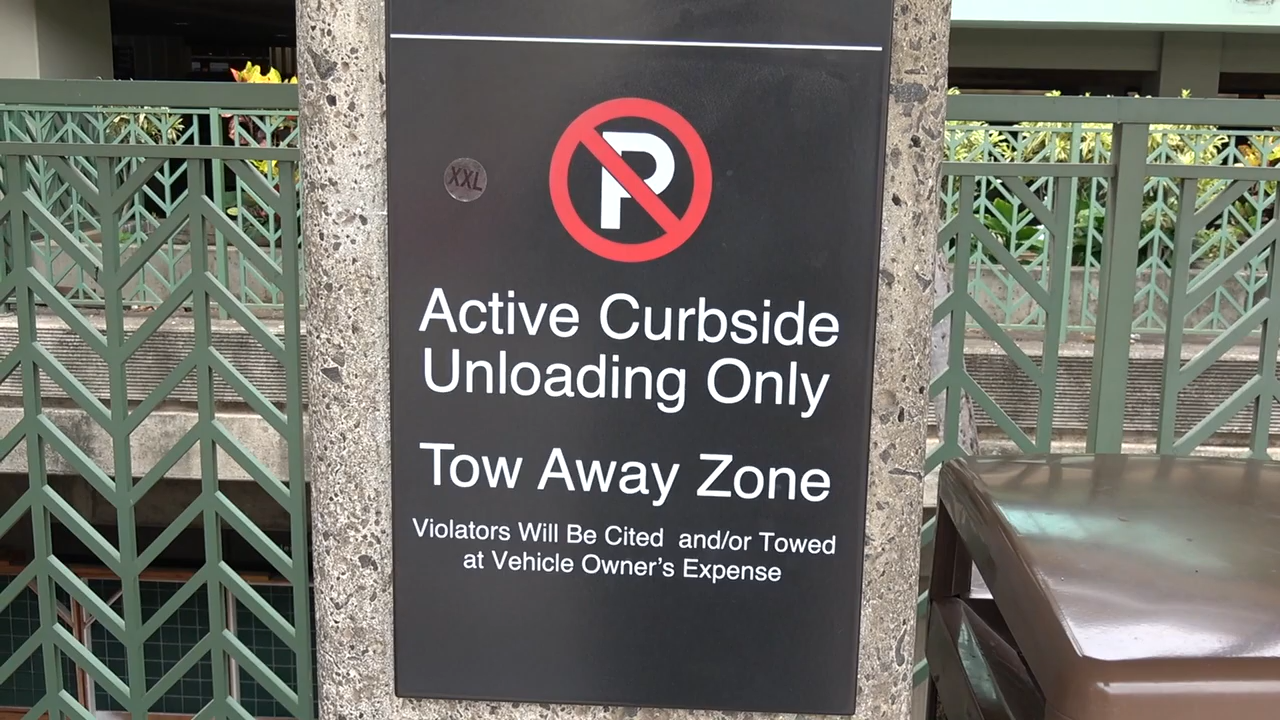 P
XXL
Active Curbside
Unloading Only
Tow Away Zone
Violators Will Be Cited  and/or Towed
at Vehicle Owner's Expense